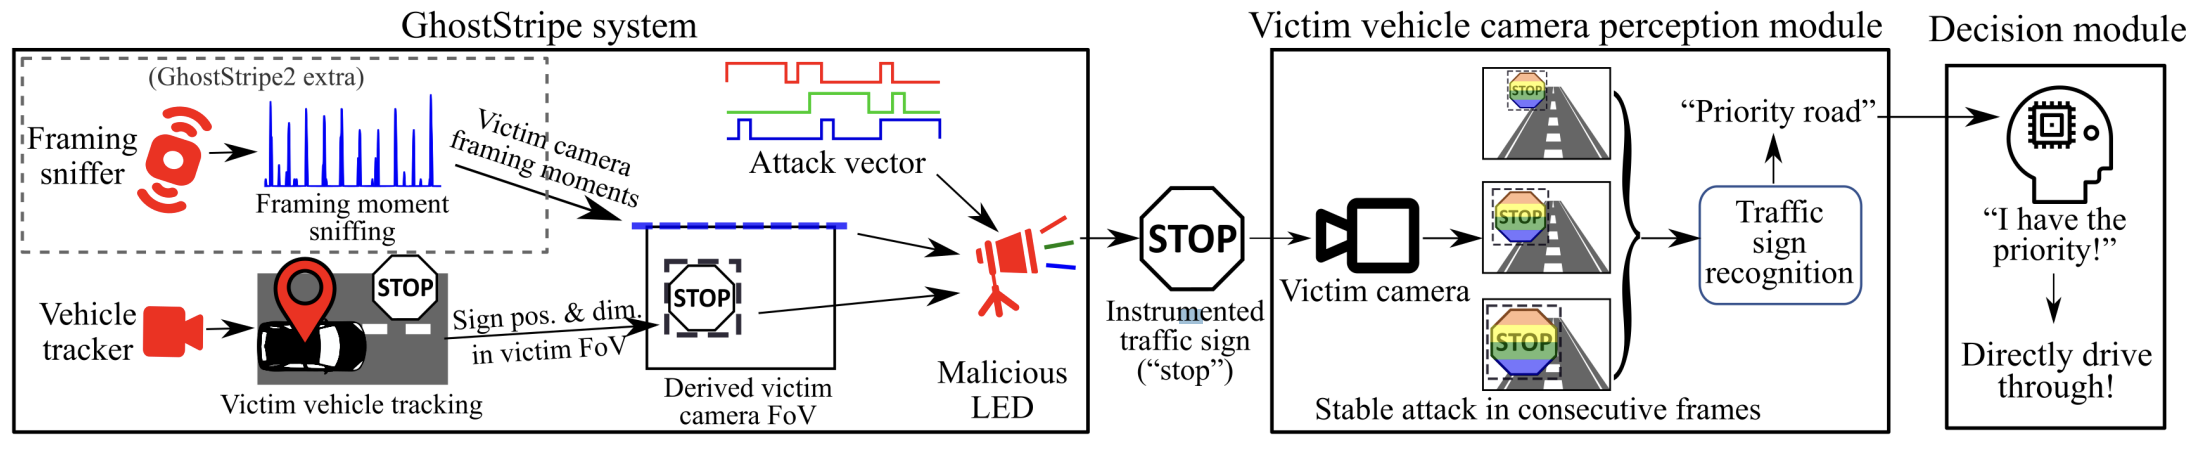 GhostStripe system
Victim vehicle camera perception module
Decision module
(GhostStripe2 extra)
Framing
sniffer
Framing moment
sniffing
Victim camera
framing moments
Attack vector
Vehicle
tracker
STOP
Victim vehicle tracking
Sign pos. & dim.
in victim FoV
STOP
Derived victim
camera FoV
Malicious
LED
STOP
Instrumented
traffic sign
(“stop”)
Victim camera
STOP
STOP
STOP
Stable attack in consecutive frames
“Priority road”
Traffic
sign
recognition
“I have the
priority!”
Directly drive
through!